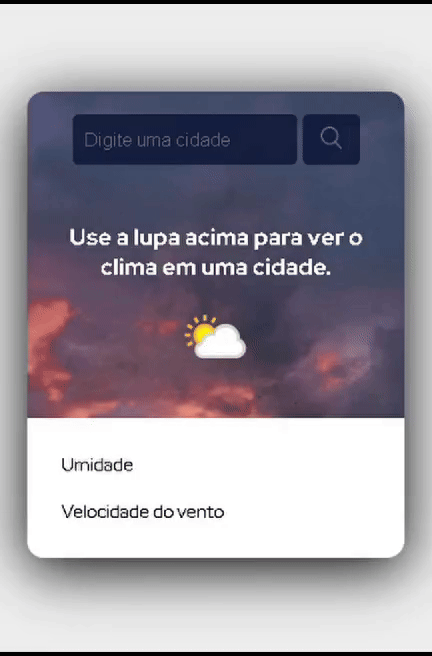 Digite uma cidade
Use a lupa acima para ver o
clima em uma cidade.
Umidade
Velocidade do vento